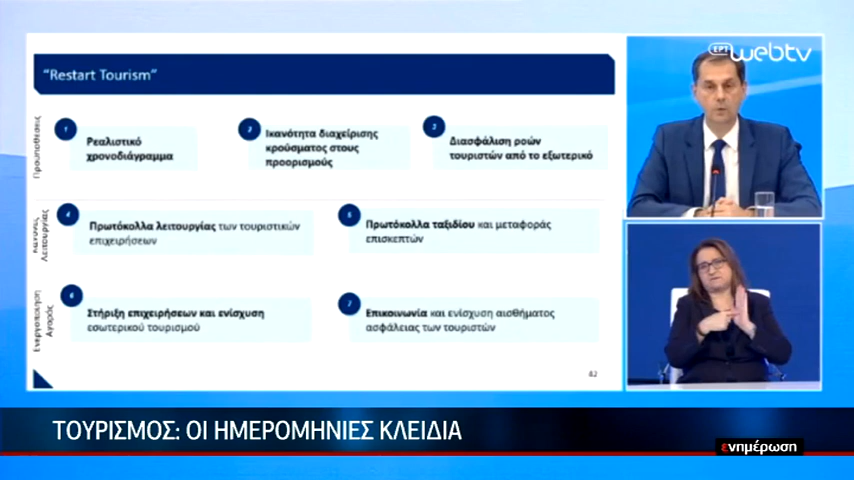 "Restart Tourism"
ΕΡΤ webtv
Προϋποθέσεις
1
Ρεαλιστικό
χρονοδιάγραμμα
2
Ικανότητα διαχείρισης
κρούσματος στους
προορισμούς
3
Διασφάλιση ροών
τουριστών από το εξωτερικό
Κανόνες
Λειτουργίας
4
Πρωτόκολλα λειτουργίας των τουριστικών
επιχειρήσεων
5
Πρωτόκολλα ταξιδίου και μεταφοράς
επισκεπτών
Ενεργοποίηση
Αγοράς
6
Στήριξη επιχειρήσεων και ενίσχυση
εσωτερικού τουρισμού
7
Επικοινωνία και ενίσχυση αισθήματος
ασφάλειας των τουριστών
82
ΤΟΥΡΙΣΜΟΣ: ΟΙ ΗΜΕΡΟΜΗΝΙΕΣ ΚΛΕΙΔΙΑ
ενημέρωση